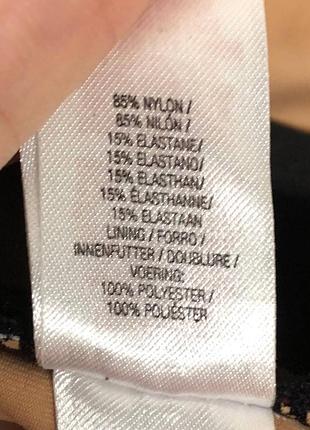 85% NYLON/
85% NILÓN/
15% ELASTANE/
15% ELASTANO/
15% ELASTHAN/
15% ÉLASTHANNE/
15% ELASTAAN
LINING / FORRO /
INNENFUTTER / DOUBLURE /
VOERING:
100% POLYESTER /
100% POLIÉSTER